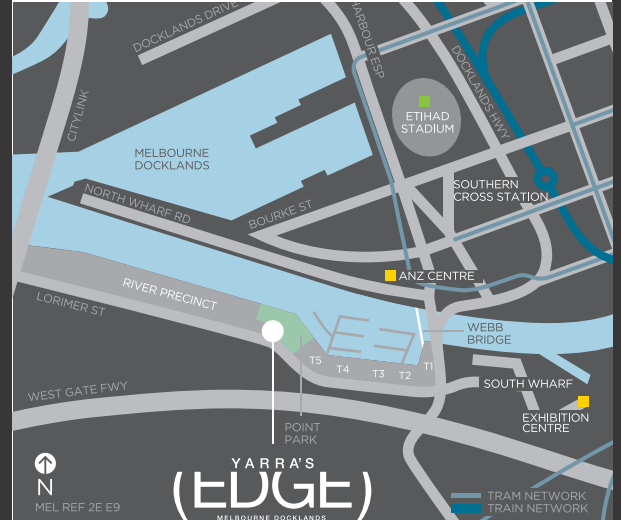 DOCKLANDS DRIVE
HARBOUR ESP
DOCKLANDS HWY
CITYLINK
ETIHAD
STADIUM
MELBOURNE
DOCKLANDS
SOUTHERN
CROSS STATION
NORTH WHARF RD
BOURKE ST
ANZ CENTRE
RIVER PRECINCT
LORIMER ST
WEBB
BRIDGE
T5
T4
T3
T2
T1
SOUTH WHARF
WEST GATE FWY
EXHIBITION
CENTRE
POINT
PARK
N
MEL REF 2E E9
YARRA'S
(EDGE)
MELBOURNE DOCKLANDS
TRAM NETWORK
TRAIN NETWORK